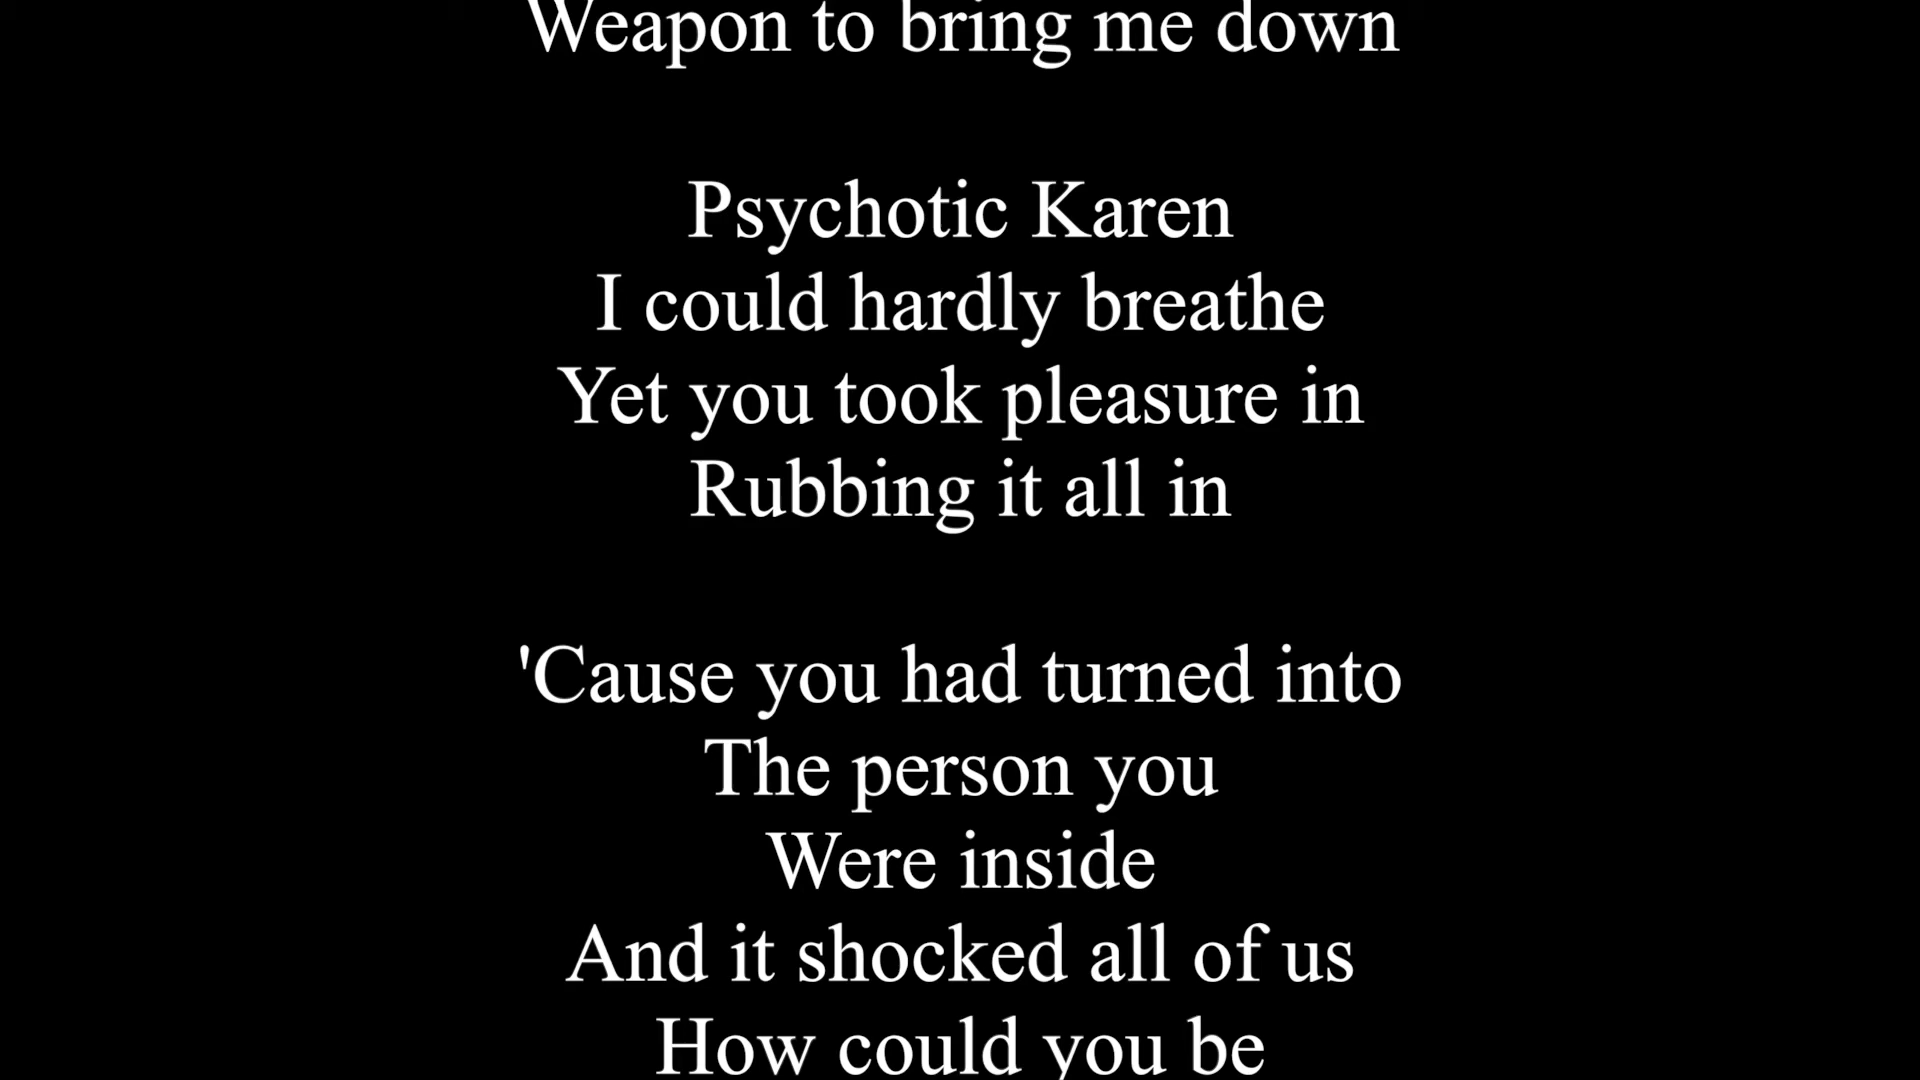 Weapon to bring me down
Psychotic Karen
I could hardly breathe
Yet you took pleasure in
Rubbing it all in
'Cause you had turned into
The person you
Were inside
And it shocked all of us
How could you be